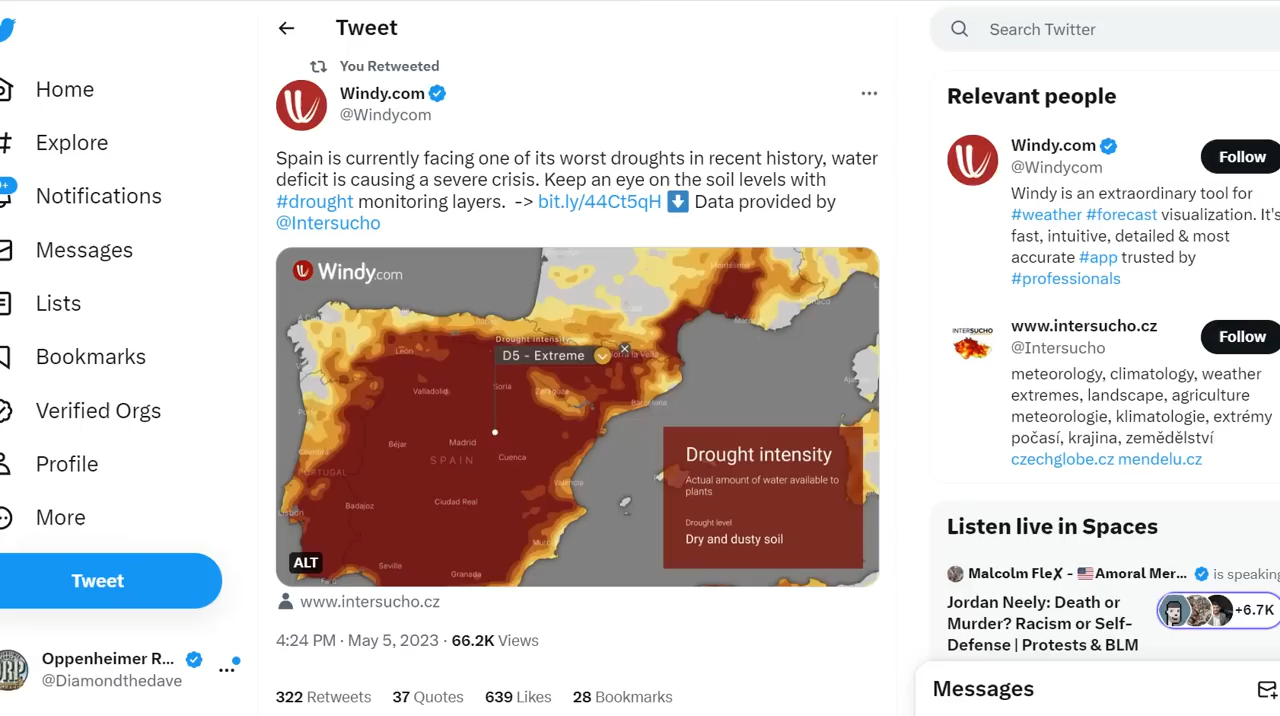 Tweet
You Retweeted
Windy.com
@Windycom
Spain is currently facing one of its worst droughts in recent history, water
deficit is causing a severe crisis. Keep an eye on the soil levels with
#drought monitoring layers. -> bit.ly/44Ct5qH ⬇ Data provided by
@Intersucho
Windy.com
Drought Intensity
D5 - Extreme
León
Valladolid
Soria
Zaragoza
Barcelona
Béjar
Madrid
SPAIN
Cuenca
PORTUGAL
Badajoz
Ciudad Real
Valencia
Lisbon
Seville
Granada
Drought intensity
Actual amount of water available to
plants
Drought level
Dry and dusty soil
ALT
www.intersucho.cz
4:24 PM · May 5, 2023 · 66.2K Views
322 Retweets 37 Quotes 639 Likes 28 Bookmarks
Home
Explore
Notifications
Messages
Lists
Bookmarks
Verified Orgs
Profile
More
Tweet
Oppenheimer R...
@Diamondthedave
Search Twitter
Relevant people
Windy.com
@Windycom
Follow
Windy is an extraordinary tool for
#weather #forecast visualization. It's
fast, intuitive, detailed & most
accurate #app trusted by
#professionals
INTERSUCHO
www.intersucho.cz
@Intersucho
Follow
meteorology, climatology, weather
extremes, landscape, agriculture
meteorologie, klimatologie, extrémy
počasí, krajina, zemědělství
czechglobe.cz mendelu.cz
Listen live in Spaces
Malcolm FleX - 🇺🇸Amoral Mer... is speaking
Jordan Neely: Death or
Murder? Racism or Self-
Defense | Protests & BLM
+6.7K
Messages